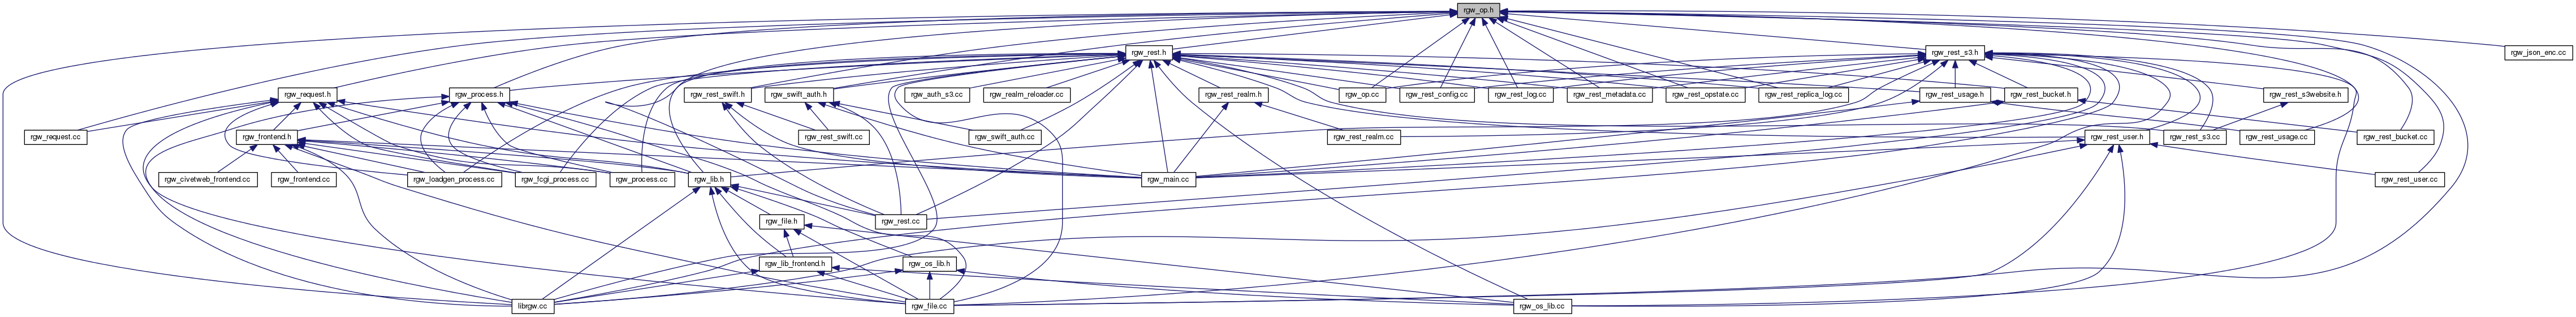 rgw_op.h
rgw_rest.h
rgw_rest_s3.h
rgw_json_enc.cc
rgw_request.h
rgw_process.h
rgw_rest_swift.h
rgw_swift_auth.h
rgw_auth_s3.cc
rgw_realm_reloader.cc
rgw_rest_realm.h
rgw_op.cc
rgw_rest_config.cc
rgw_rest_log.cc
rgw_rest_metadata.cc
rgw_rest_opstate.cc
rgw_rest_replica_log.cc
rgw_rest_usage.h
rgw_rest_bucket.h
rgw_rest_s3website.h
rgw_request.cc
rgw_frontend.h
rgw_rest_swift.cc
rgw_swift_auth.cc
rgw_rest_realm.cc
rgw_rest_user.h
rgw_rest_s3.cc
rgw_rest_usage.cc
rgw_rest_bucket.cc
rgw_civetweb_frontend.cc
rgw_frontend.cc
rgw_loadgen_process.cc
rgw_fcgi_process.cc
rgw_process.cc
rgw_lib.h
rgw_main.cc
rgw_rest_user.cc
rgw_file.h
rgw_rest.cc
rgw_lib_frontend.h
rgw_os_lib.h
librgw.cc
rgw_file.cc
rgw_os_lib.cc